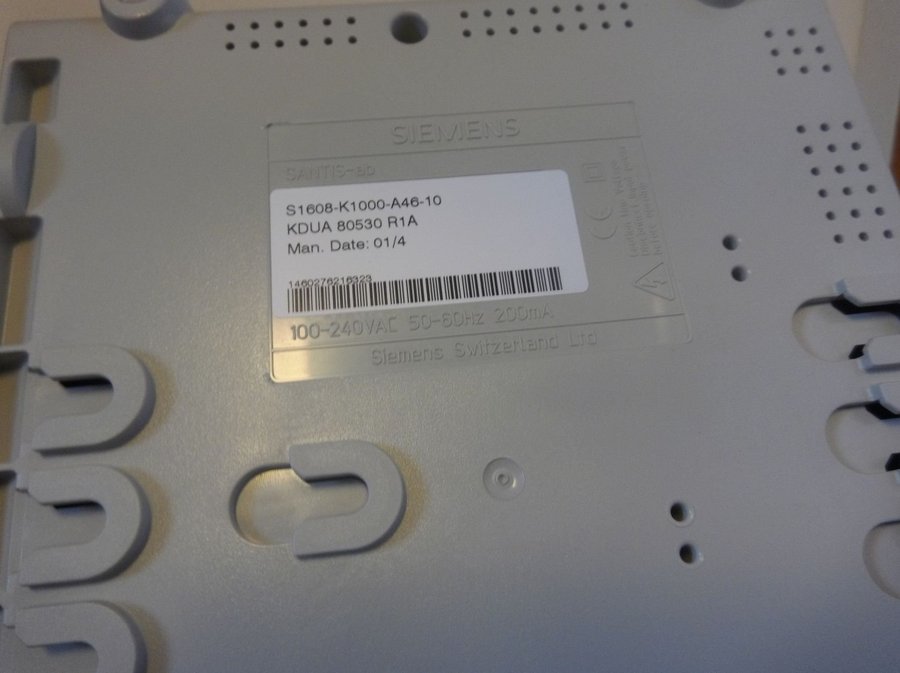 SIEMENS
SANTIS-ab
S1608-K1000-A46-10
KDUA 80530 R1A
Man. Date: 01/4
1460276216323
100-240VAC 50-60Hz 200mA
Siemens Switzerland Ltd
CE